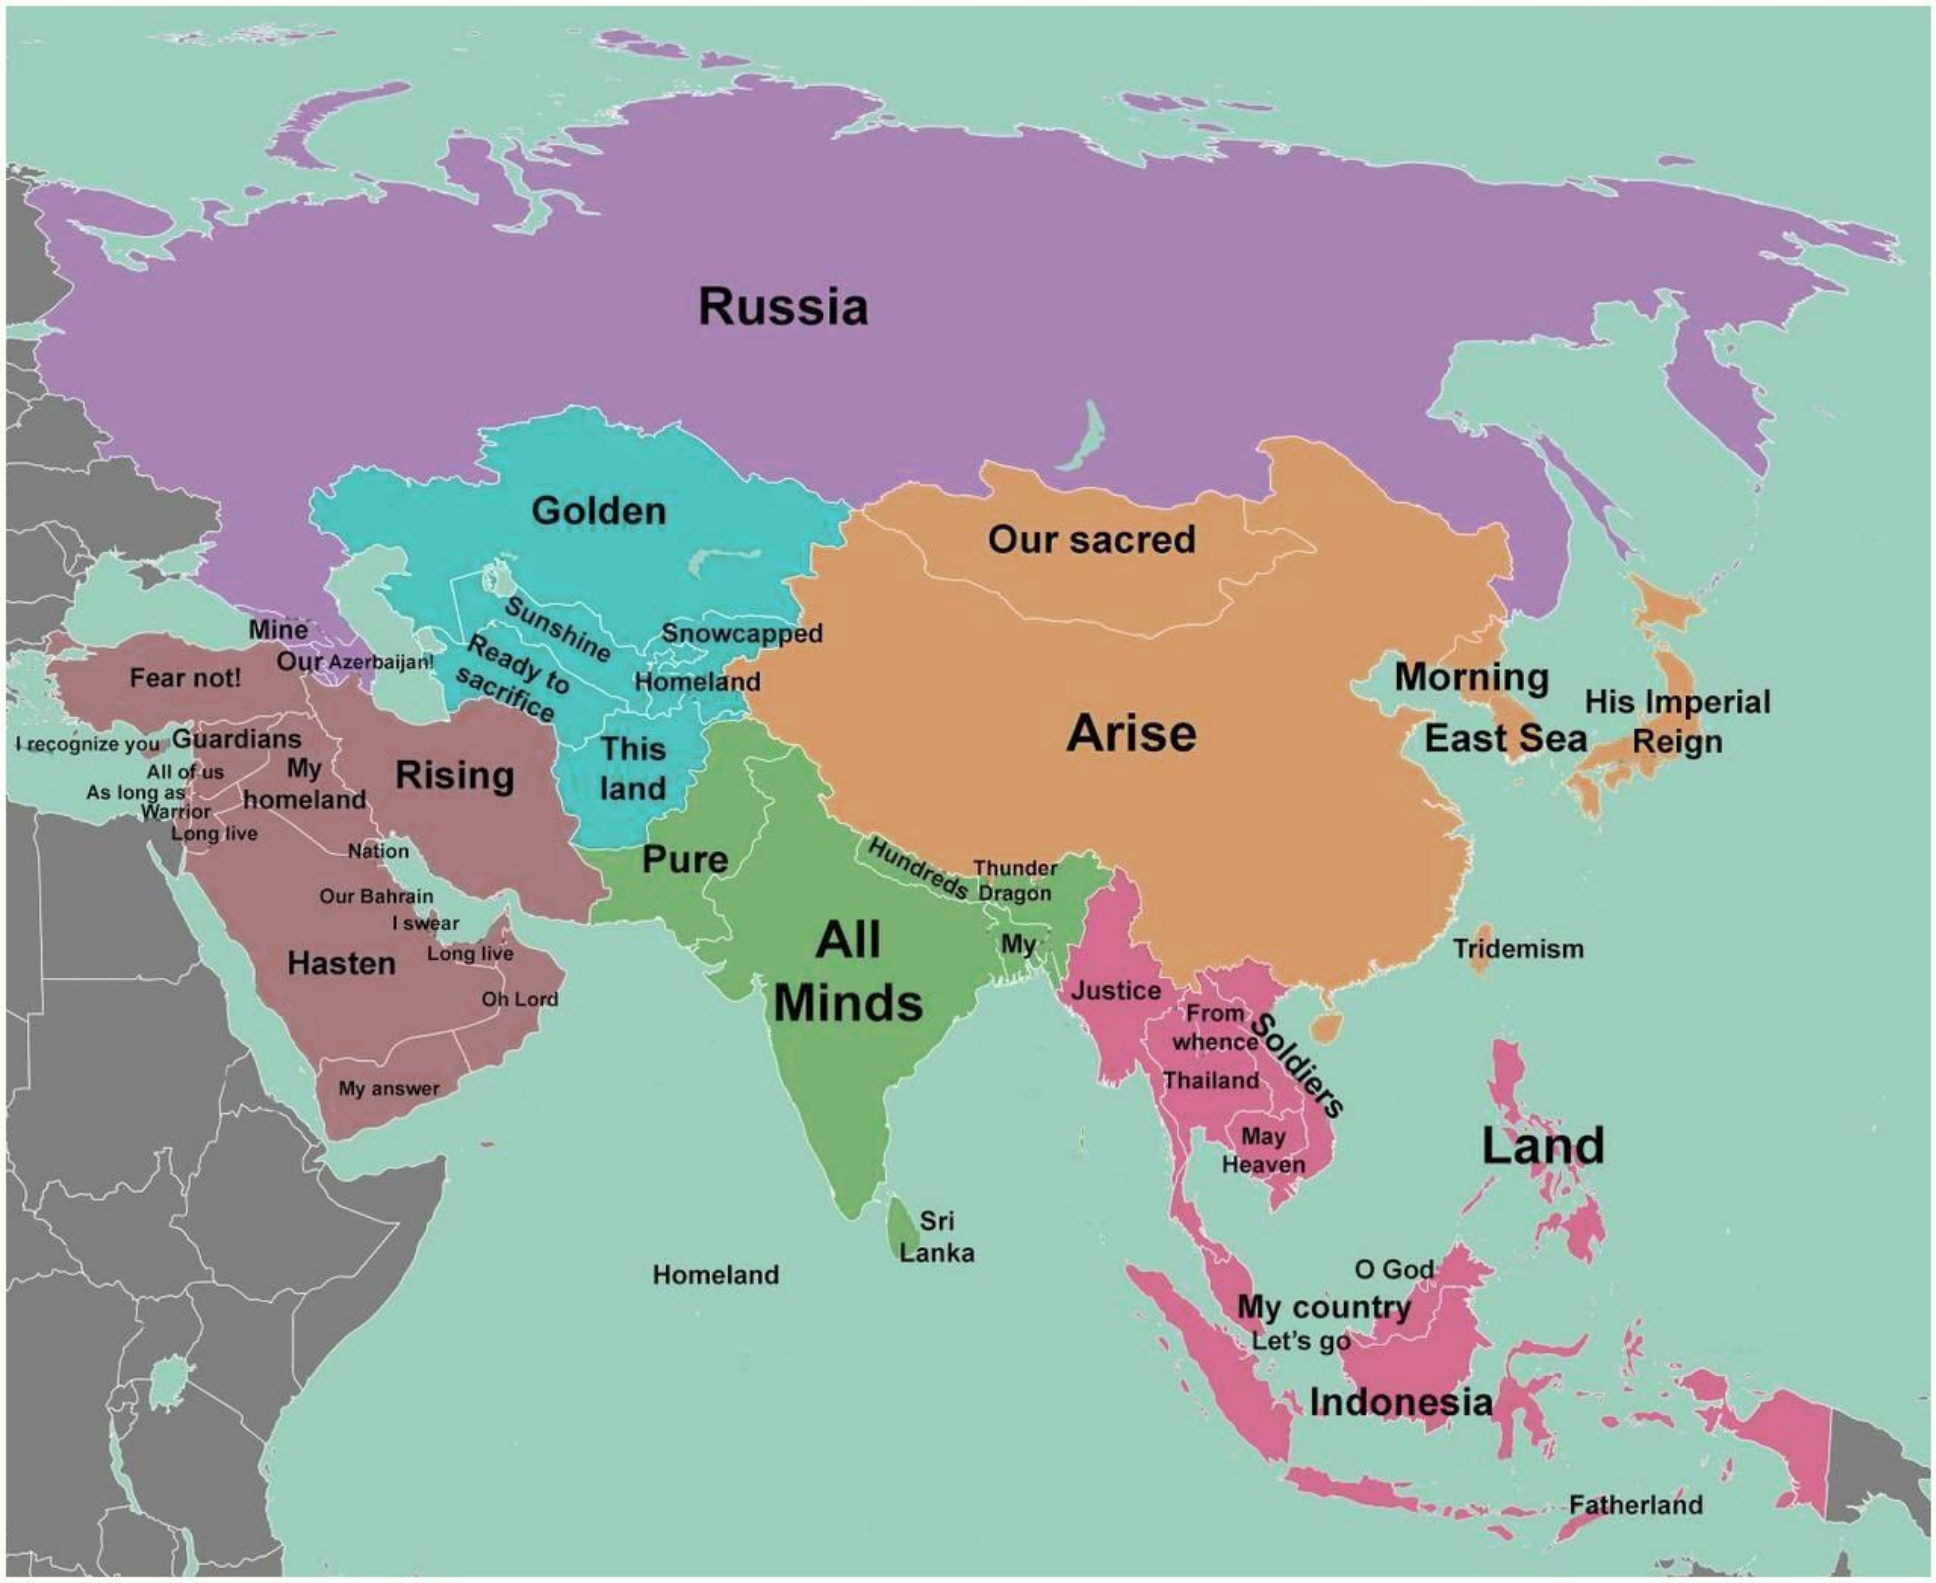 Russia
Golden
Our sacred
Sunshine
Snowcapped
Mine
Our Azerbaijan!
Fear not!
Ready to
sacrifice
Homeland
Morning
East Sea
His Imperial
Reign
Arise
I recognize you
Guardians
All of us
As long as
Warrior
Long live
My
homeland
Rising
This
land
Nation
Our Bahrain
I swear
Hasten
Long live
Oh Lord
My answer
Pure
Hundreds
Thunder
Dragon
All
Minds
My
Tridemism
Justice
From
whence
Soldiers
Thailand
May
Heaven
Land
Sri
Lanka
Homeland
O God
My country
Let's go
Indonesia
Fatherland